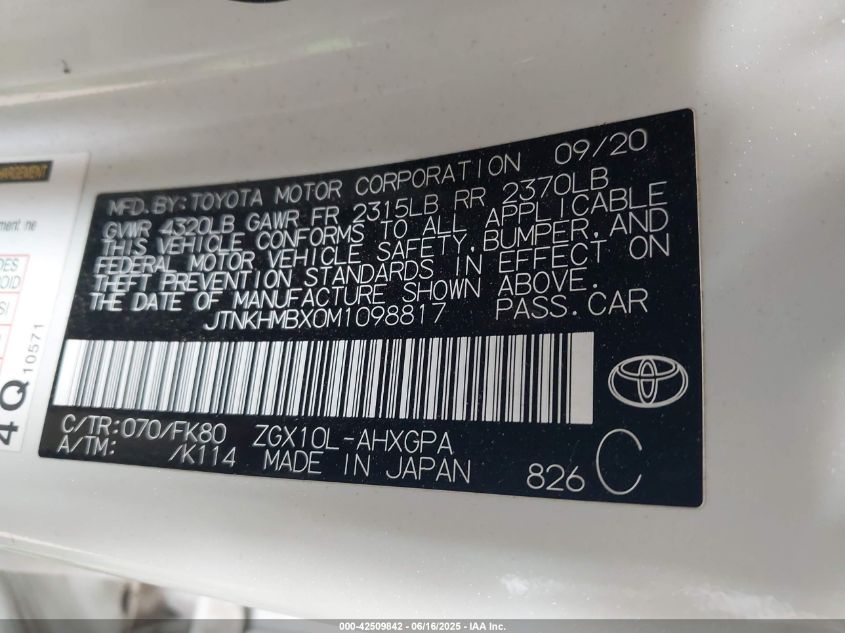 MFD.BY:TOYOTA MOTOR CORPORATION 09/20
GVWR 4320LB GAWR FR 2315LB RR 2370LB
THIS VEHICLE CONFORMS TO ALL APPLICABLE
FEDERAL MOTOR VEHICLE SAFETY, BUMPER, AND
THEFT PREVENTION STANDARDS IN EFFECT ON
THE DATE OF MANUFACTURE SHOWN ABOVE.
JTNKHMBX0M1098817 PASS.CAR
C/TR:070/FK80 ZGX10L-AHXGPA
A/TM: /K114 MADE IN JAPAN 826 C
4Q 10571
000-42509842 - 06/16/2025 - IAA Inc.